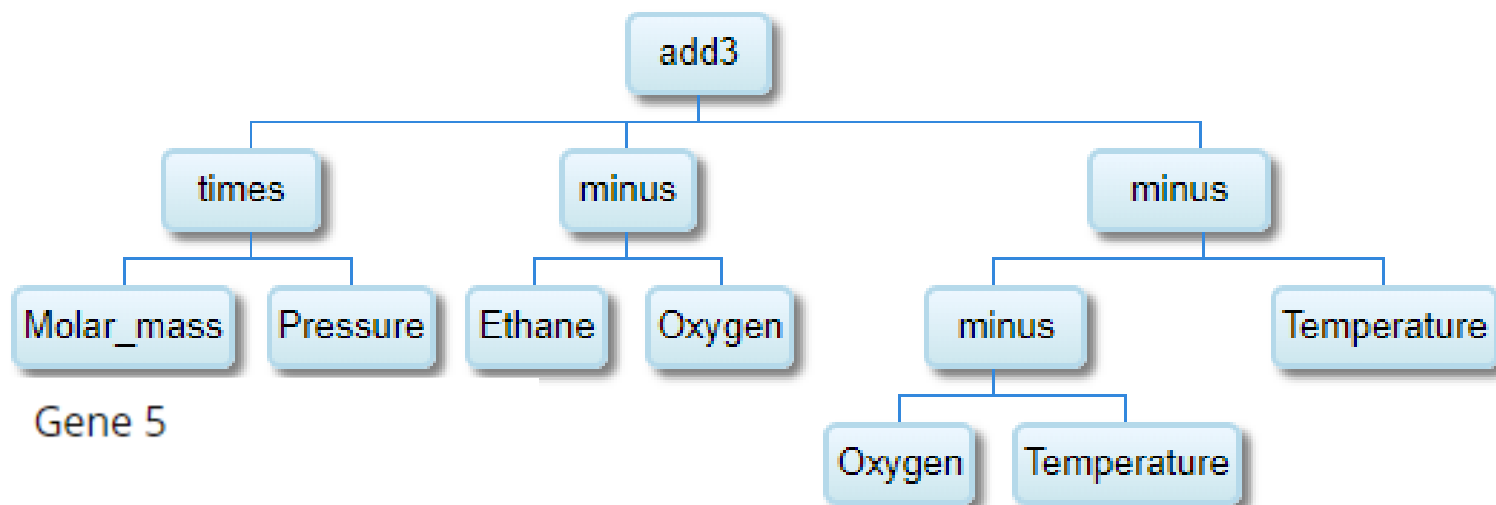 add3
times minus minus
Molar_mass Pressure Ethane Oxygen minus Temperature
Gene 5
Oxygen Temperature